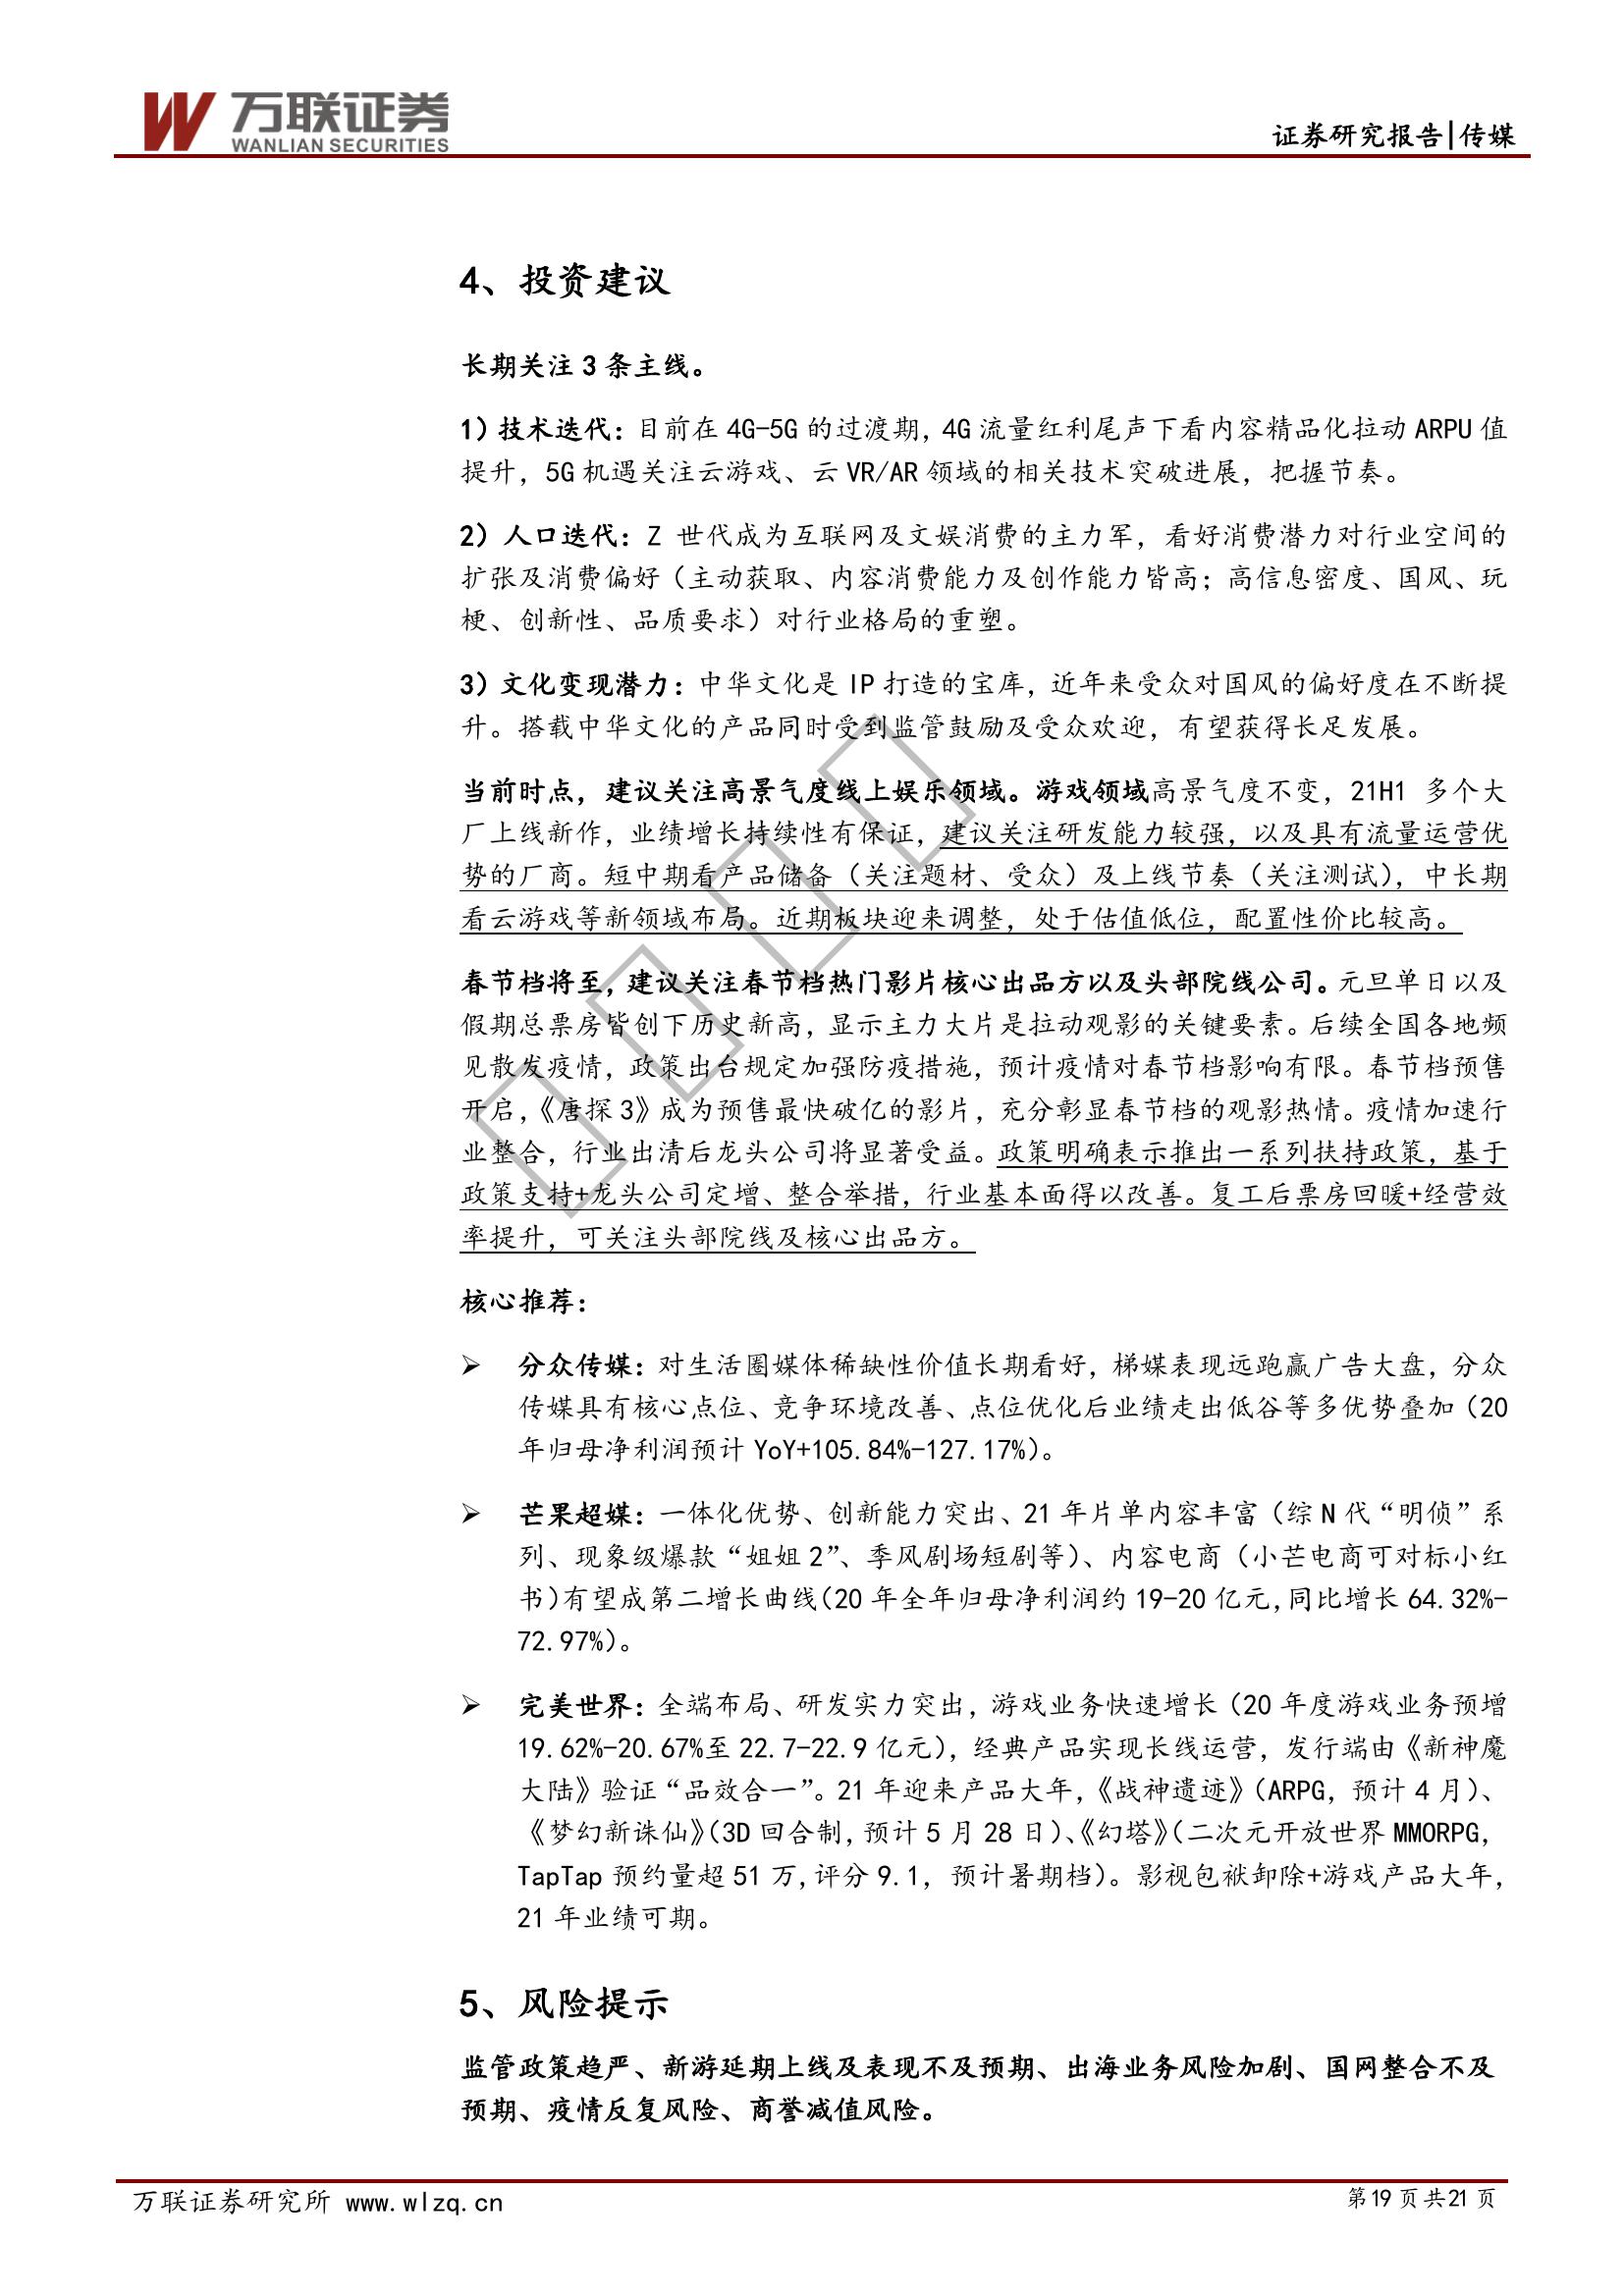 万联证券
WANLIAN SECURITIES
证券研究报告|传媒
4、投资建议
长期关注 3 条主线。
1）技术迭代：目前在 4G-5G 的过渡期，4G 流量红利尾声下看内容精品化拉动 ARPU 值
提升，5G 机遇关注云游戏、云 VR/AR 领域的相关技术突破进展，把握节奏。
2）人口迭代：Z 世代成为互联网及文娱消费的主力军，看好消费潜力对行业空间的
扩张及消费偏好（主动获取、内容消费能力及创作能力皆高；高信息密度、国风、玩
梗、创新性、品质要求）对行业格局的重塑。
3）文化变现潜力：中华文化是 IP 打造的宝库，近年来受众对国风的偏好度在不断提
升。搭载中华文化的产品同时受到监管鼓励及受众欢迎，有望获得长足发展。
当前时点，建议关注高景气度线上娱乐领域。游戏领域高景气度不变，21H1 多个大
厂上线新作，业绩增长持续性有保证，建议关注研发能力较强，以及具有流量运营优
势的厂商。短中期看产品储备（关注题材、受众）及上线节奏（关注测试），中长期
看云游戏等新领域布局。近期板块迎来调整，处于估值低位，配置性价比较高。
春节档将至，建议关注春节档热门影片核心出品方以及头部院线公司。元旦单日以及
假期总票房皆创下历史新高，显示主力大片是拉动观影的关键要素。后续全国各地频
见散发疫情，政策出台规定加强防疫措施，预计疫情对春节档影响有限。春节档预售
开启，《唐探 3》成为预售最快破亿的影片，充分彰显春节档的观影热情。疫情加速行
业整合，行业出清后龙头公司将显著受益。政策明确表示推出一系列扶持政策，基于
政策支持+龙头公司定增、整合举措，行业基本面得以改善。复工后票房回暖+经营效
率提升，可关注头部院线及核心出品方。
核心推荐：
➢ 分众传媒：对生活圈媒体稀缺性价值长期看好，梯媒表现远跑赢广告大盘，分众
传媒具有核心点位、竞争环境改善、点位优化后业绩走出低谷等多优势叠加（20
年归母净利润预计 YoY+105.84%-127.17%）。
➢ 芒果超媒：一体化优势、创新能力突出、21 年片单内容丰富（综 N 代“明侦”系
列、现象级爆款“姐姐 2”、季风剧场短剧等）、内容电商（小芒电商可对标小红
书）有望成第二增长曲线（20 年全年归母净利润约 19-20 亿元，同比增长 64.32%-
72.97%）。
➢ 完美世界：全端布局、研发实力突出，游戏业务快速增长（20 年度游戏业务预增
19.62%-20.67%至 22.7-22.9 亿元），经典产品实现长线运营，发行端由《新神魔
大陆》验证“品效合一”。21 年迎来产品大年，《战神遗迹》（ARPG，预计 4 月）、
《梦幻新诛仙》（3D 回合制，预计 5 月 28 日）、《幻塔》（二次元开放世界 MMORPG，
TapTap 预约量超 51 万，评分 9.1，预计暑期档）。影视包袱卸除+游戏产品大年，
21 年业绩可期。
5、风险提示
监管政策趋严、新游延期上线及表现不及预期、出海业务风险加剧、国网整合不及
预期、疫情反复风险、商誉减值风险。
万联证券研究所 www.wlzq.cn
第 19 页 共 21 页